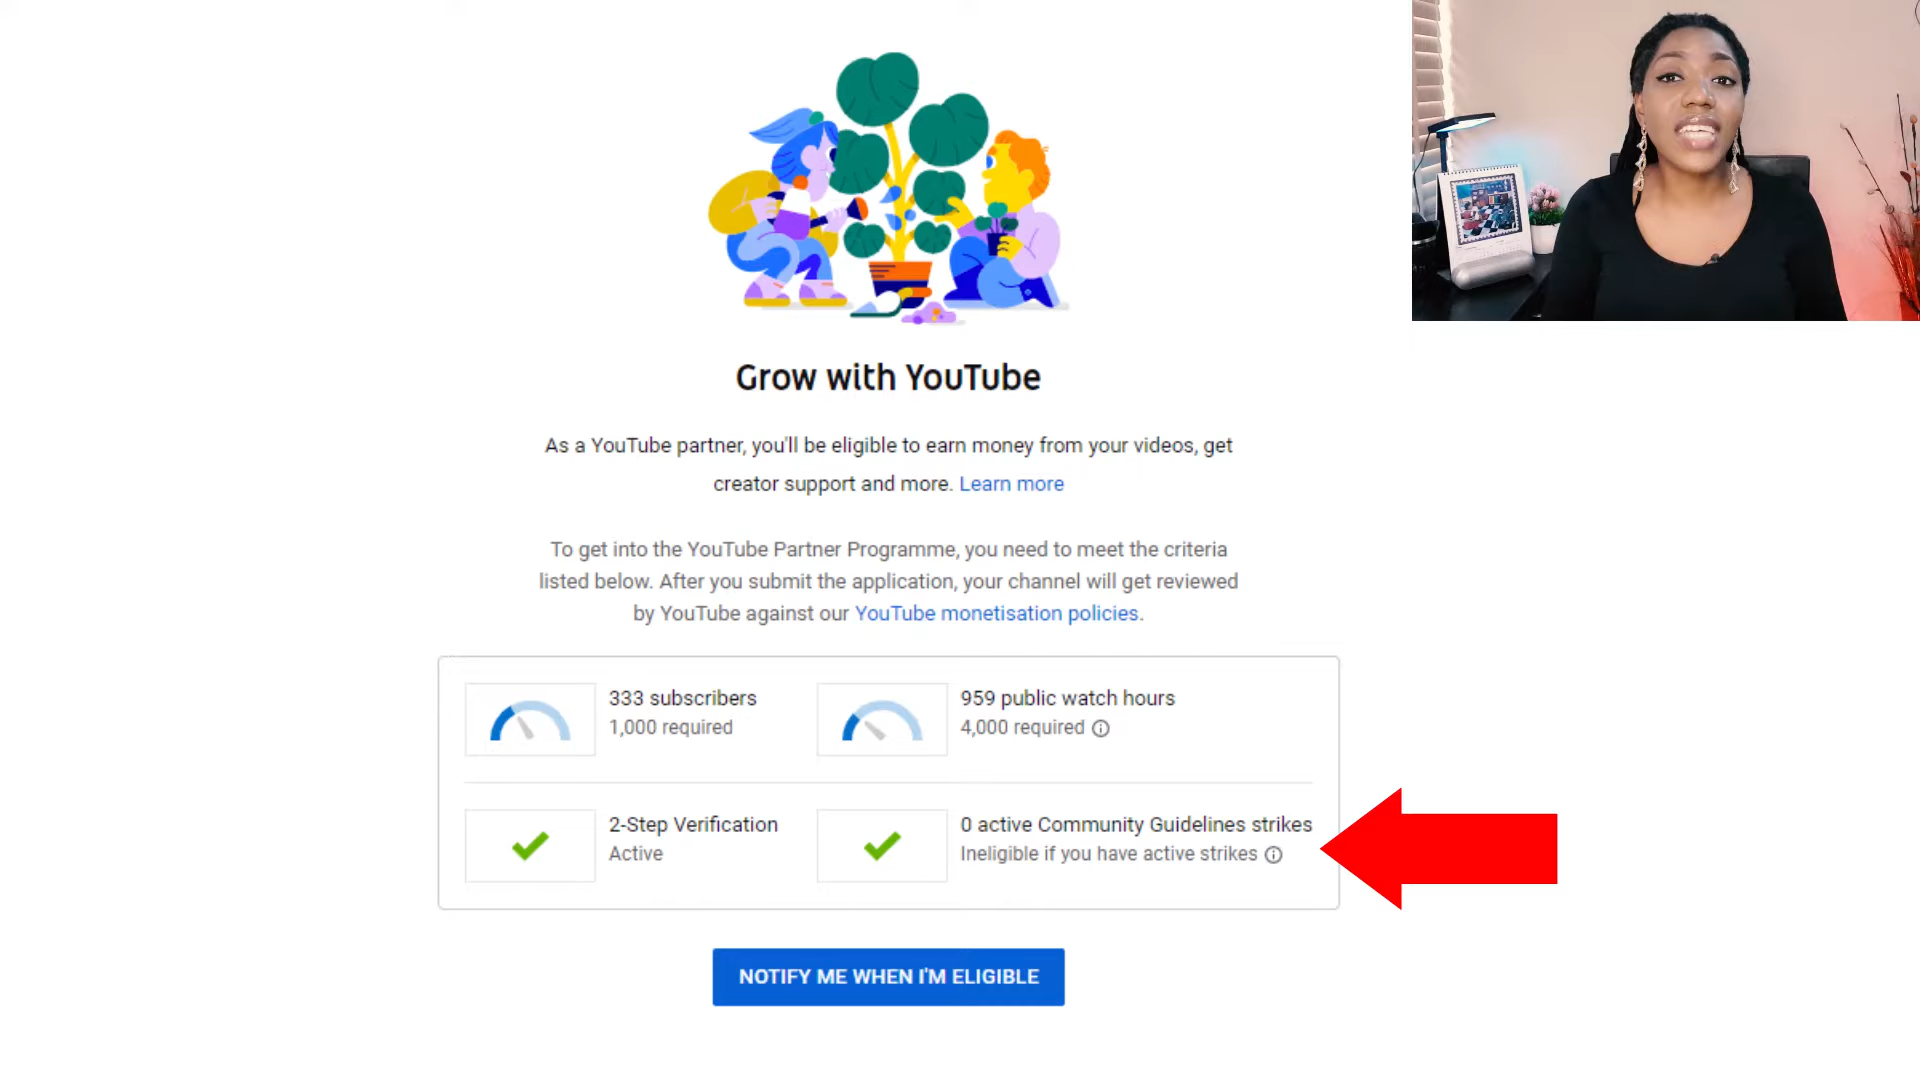 Grow with YouTube
As a YouTube partner, you'll be eligible to earn money from your videos, get
creator support and more. Learn more
To get into the YouTube Partner Programme, you need to meet the criteria
listed below. After you submit the application, your channel will get reviewed
by YouTube against our YouTube monetisation policies.
333 subscribers
1,000 required
959 public watch hours
4,000 required
2-Step Verification
Active
0 active Community Guidelines strikes
Ineligible if you have active strikes
NOTIFY ME WHEN I'M ELIGIBLE